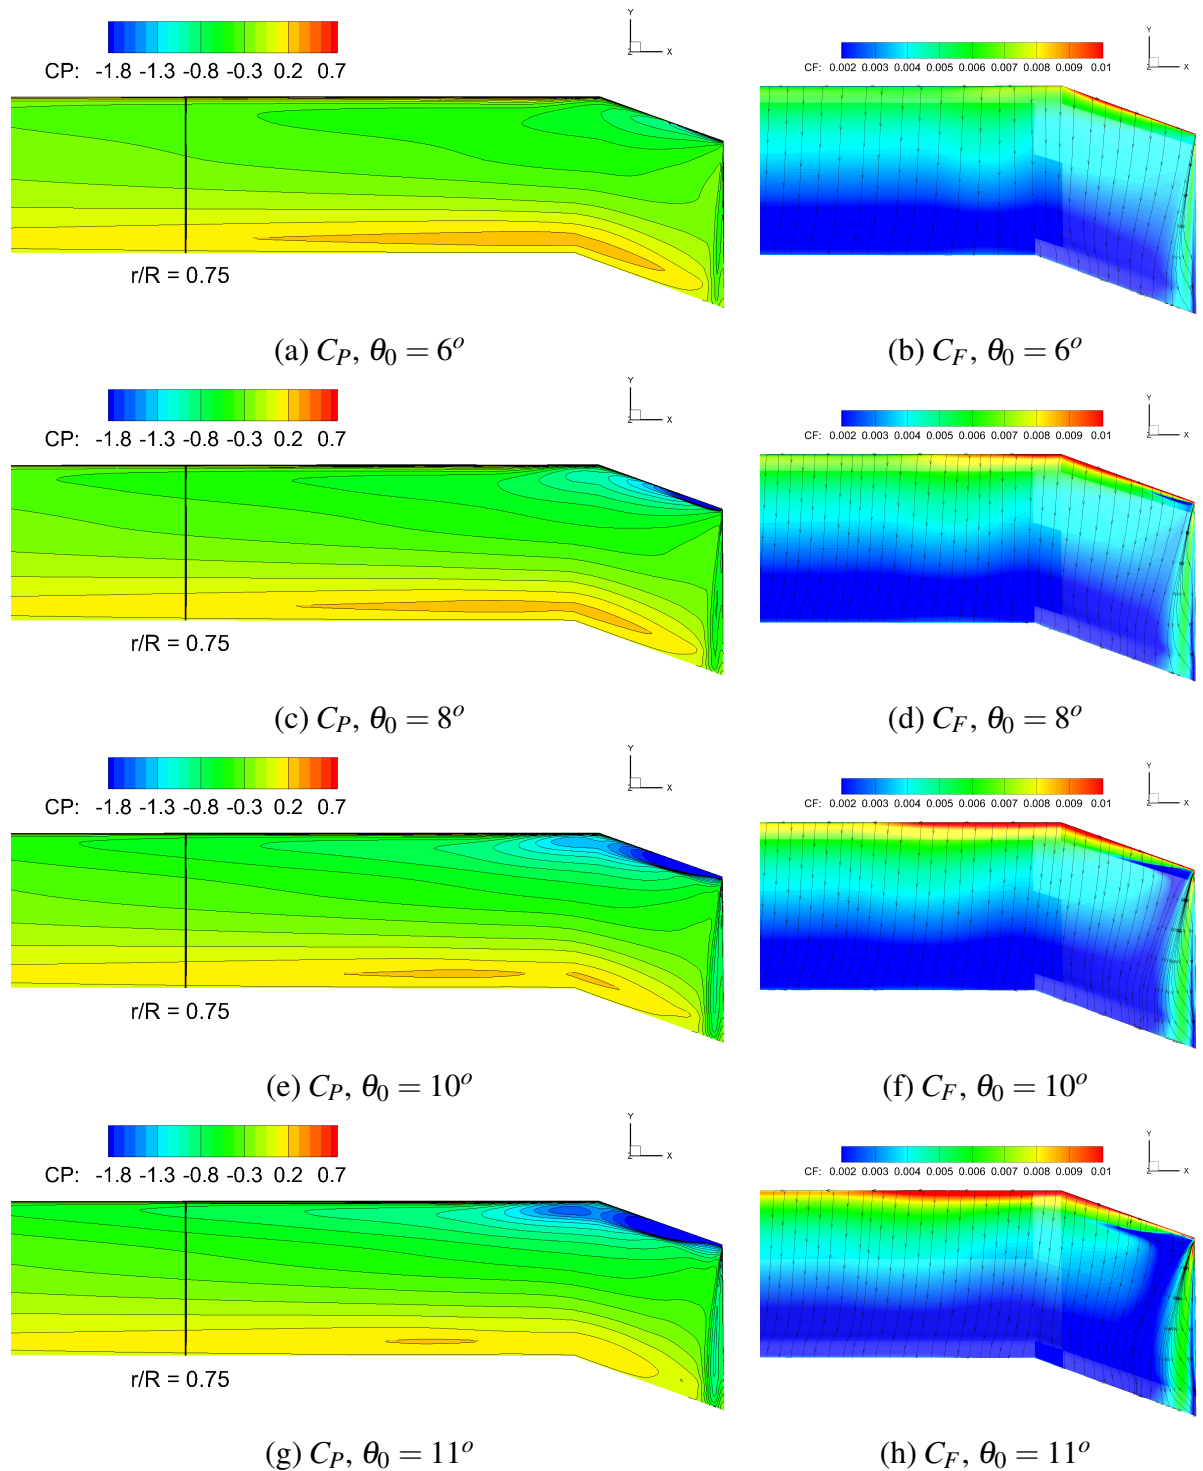 Y
Z X
CP: -1.8 -1.3 -0.8 -0.3 0.2 0.7
r/R = 0.75
(a) C_P, θ_0 = 6^o
Y
Z X
CF: 0.002 0.003 0.004 0.005 0.006 0.007 0.008 0.009 0.01
(b) C_F, θ_0 = 6^o
Y
Z X
CP: -1.8 -1.3 -0.8 -0.3 0.2 0.7
r/R = 0.75
(c) C_P, θ_0 = 8^o
Y
Z X
CF: 0.002 0.003 0.004 0.005 0.006 0.007 0.008 0.009 0.01
(d) C_F, θ_0 = 8^o
Y
Z X
CP: -1.8 -1.3 -0.8 -0.3 0.2 0.7
r/R = 0.75
(e) C_P, θ_0 = 10^o
Y
Z X
CF: 0.002 0.003 0.004 0.005 0.006 0.007 0.008 0.009 0.01
(f) C_F, θ_0 = 10^o
Y
Z X
CP: -1.8 -1.3 -0.8 -0.3 0.2 0.7
r/R = 0.75
(g) C_P, θ_0 = 11^o
Y
Z X
CF: 0.002 0.003 0.004 0.005 0.006 0.007 0.008 0.009 0.01
(h) C_F, θ_0 = 11^o